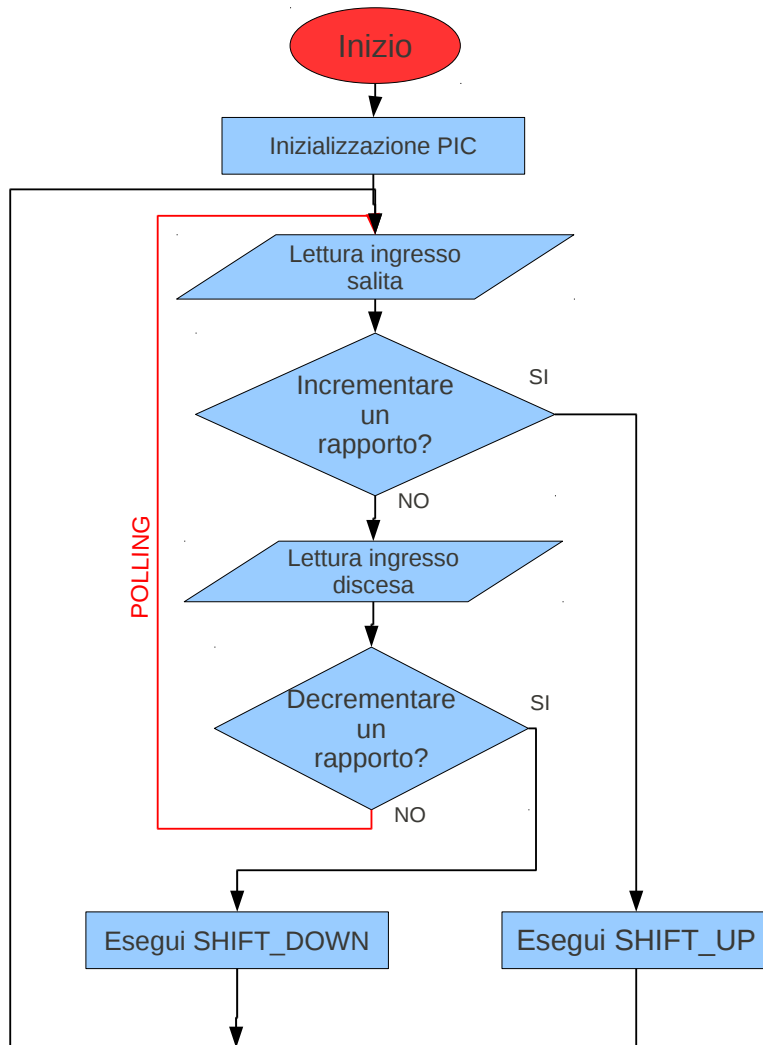 Inizio
Inizializzazione PIC
Lettura ingresso
salita
Incrementare
un
rapporto?
SI
NO
Lettura ingresso
discesa
POLLING
Decrementare
un
rapporto?
SI
NO
Esegui SHIFT_DOWN
Esegui SHIFT_UP